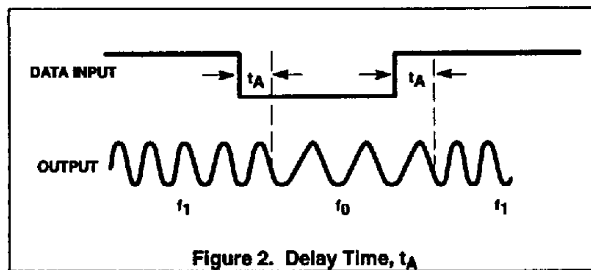 DATA INPUT
tA tA
OUTPUT
f1 f0 f1
Figure 2. Delay Time, tA